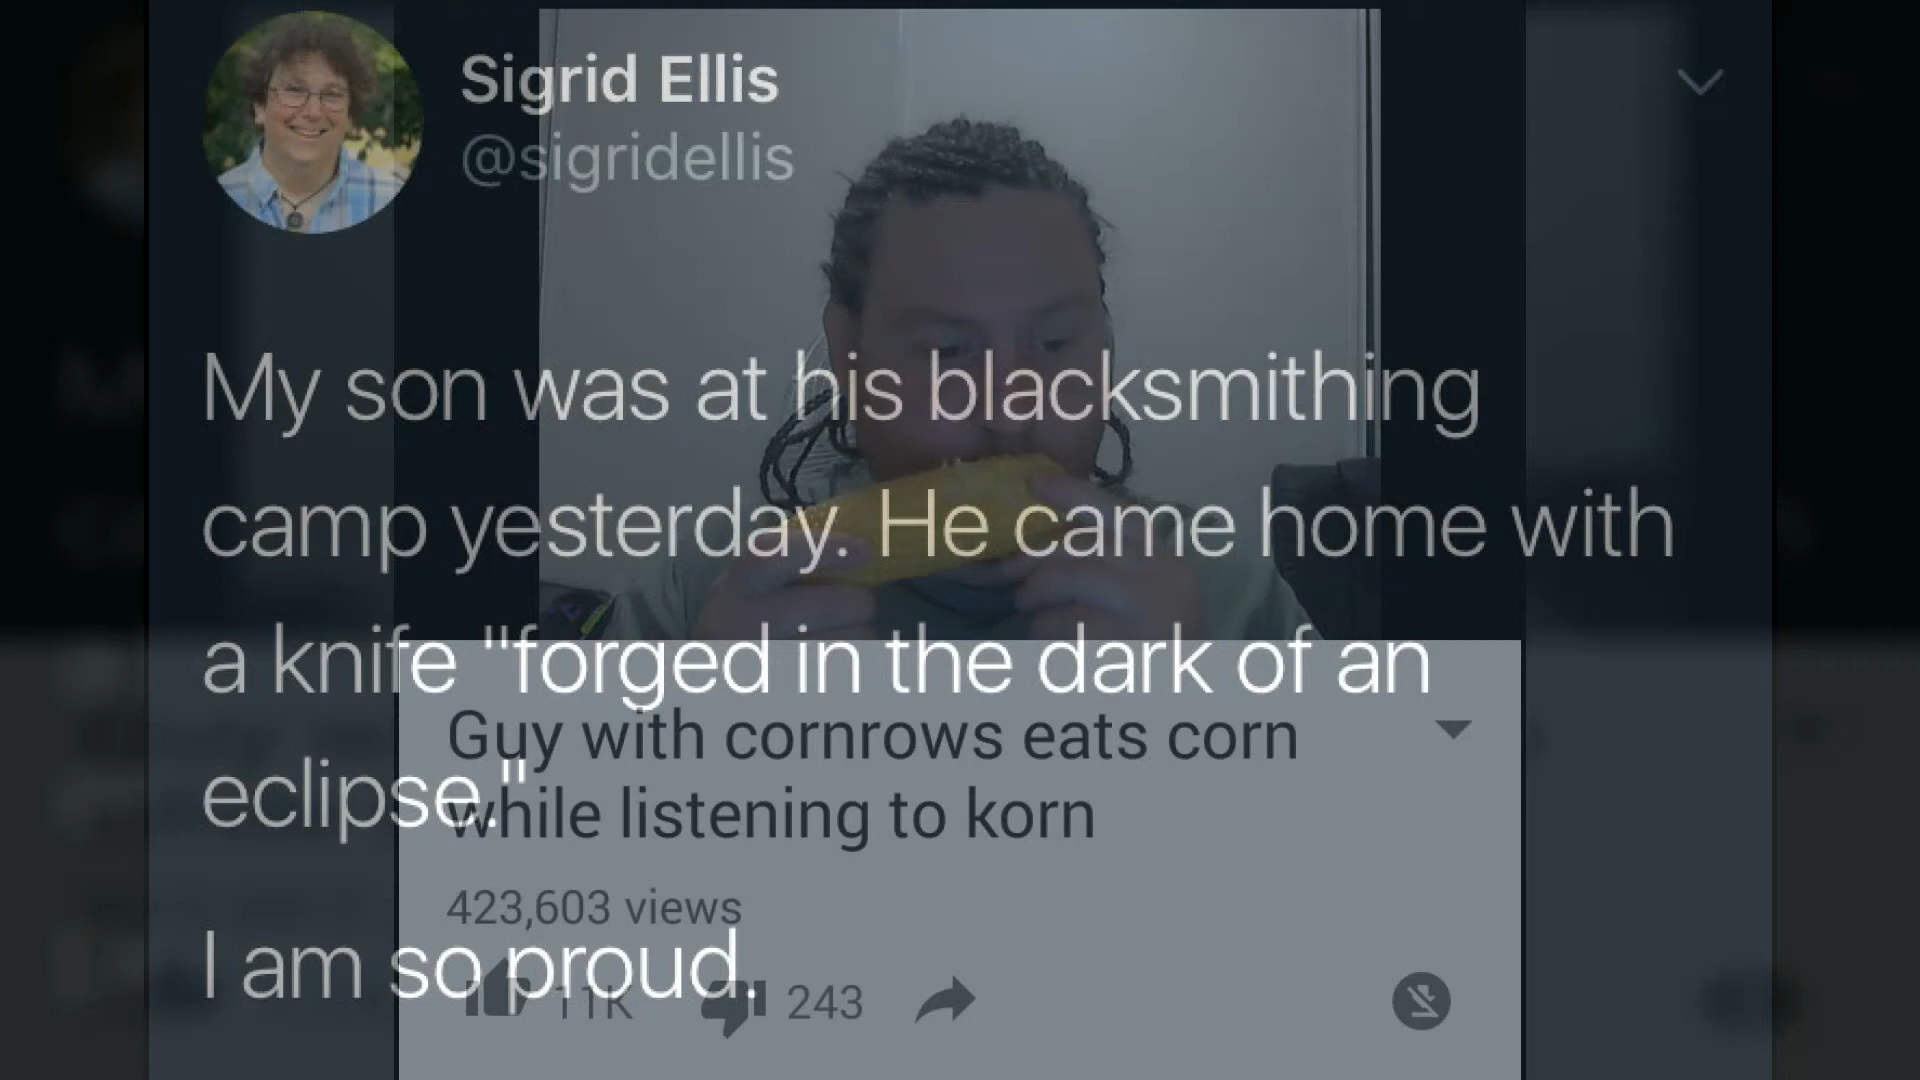 Sigrid Ellis
@sigridellis
My son was at his blacksmithing
camp yesterday. He came home with
a knife "forged in the dark of an
eclipse."
I am so proud.
Guy with cornrows eats corn
while listening to korn
423,603 views
11K 243